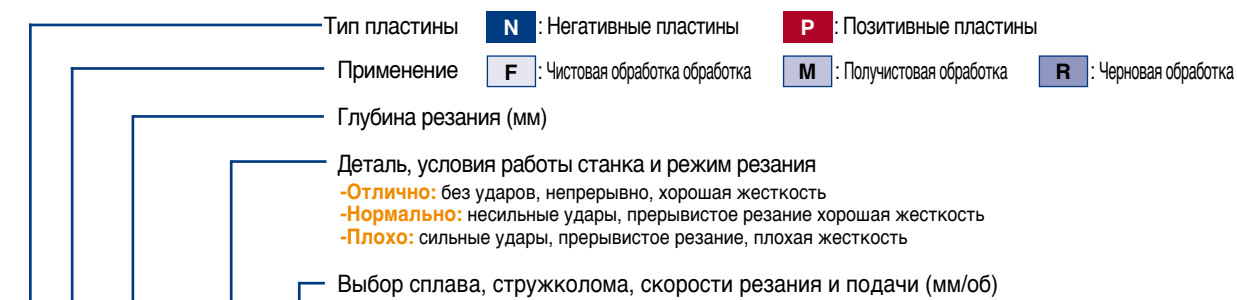 Тип пластины N : Негативные пластины P : Позитивные пластины
Применение F : Чистовая обработка обработка M : Получистовая обработка R : Черновая обработка
Глубина резания (мм)
Деталь, условия работы станка и режим резания
-Отлично: без ударов, непрерывно, хорошая жесткость
-Нормально: несильные удары, прерывистое резание хорошая жесткость
-Плохо: сильные удары, прерывистое резание, плохая жесткость
Выбор сплава, стружколома, скорости резания и подачи (мм/об)